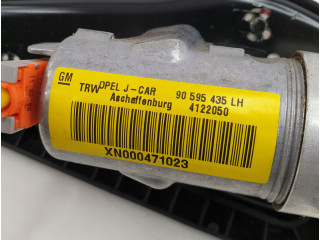 GM
OPEL J-CAR 90 595 435 LH
TRW Aschaffenburg 4122050
XN000471023